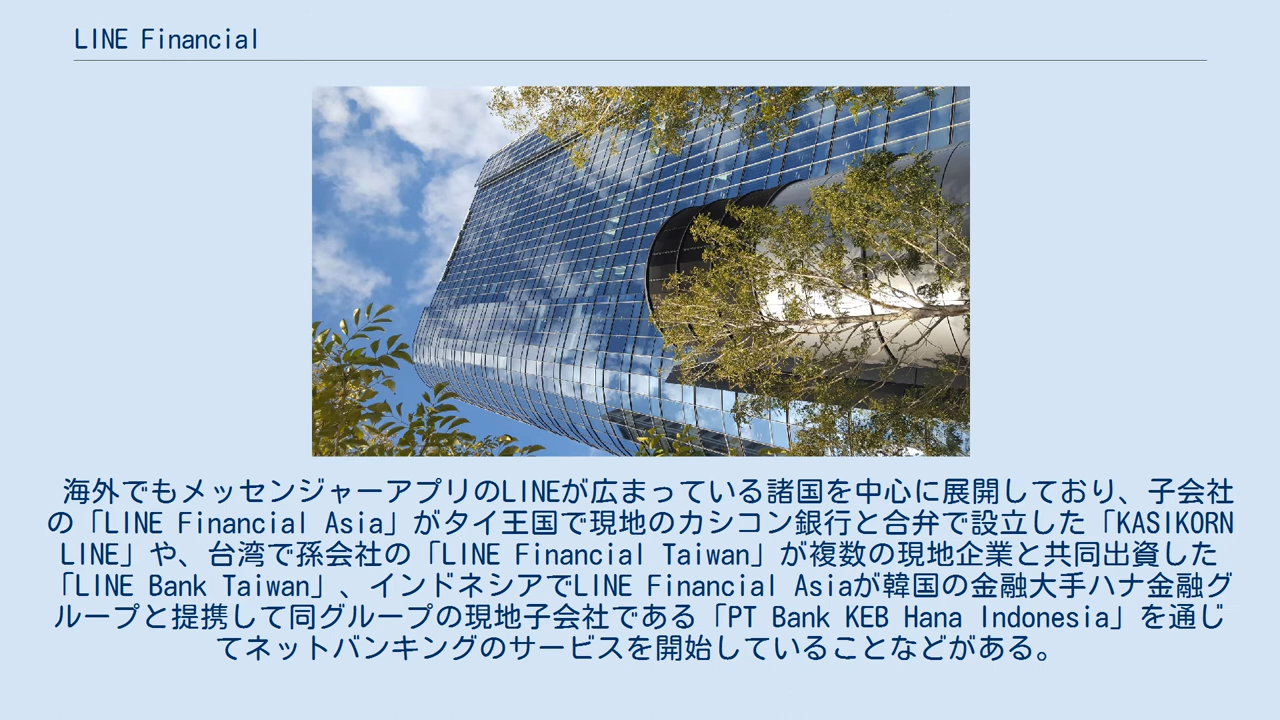 LINE Financial
海外でもメッセンジャーアプリのLINEが広まっている諸国を中心に展開しており、子会社
の「LINE Financial Asia」がタイ王国で現地のカシコン銀行と合弁で設立した「KASIKORN
LINE」や、台湾で孫会社の「LINE Financial Taiwan」が複数の現地企業と共同出資した
「LINE Bank Taiwan」、インドネシアでLINE Financial Asiaが韓国の金融大手ハナ金融グ
ループと提携して同グループの現地子会社である「PT Bank KEB Hana Indonesia」を通じ
てネットバンキングのサービスを開始していることなどがある。